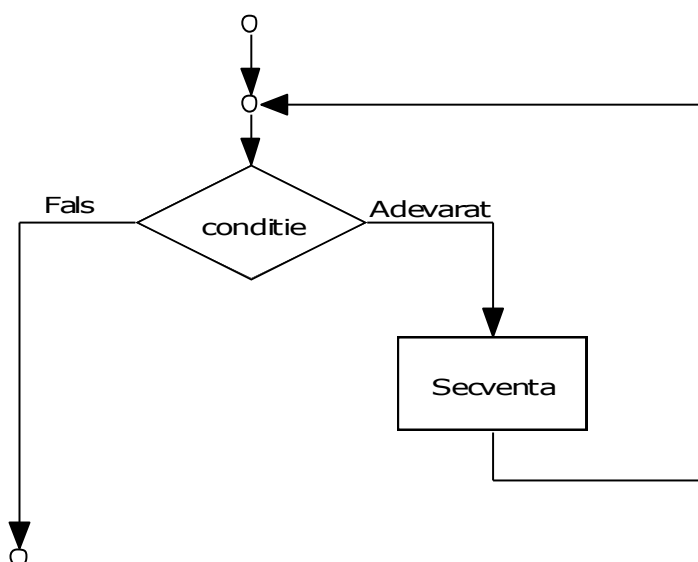 O
O
Fals
Adevarat
conditie
Secventa
O